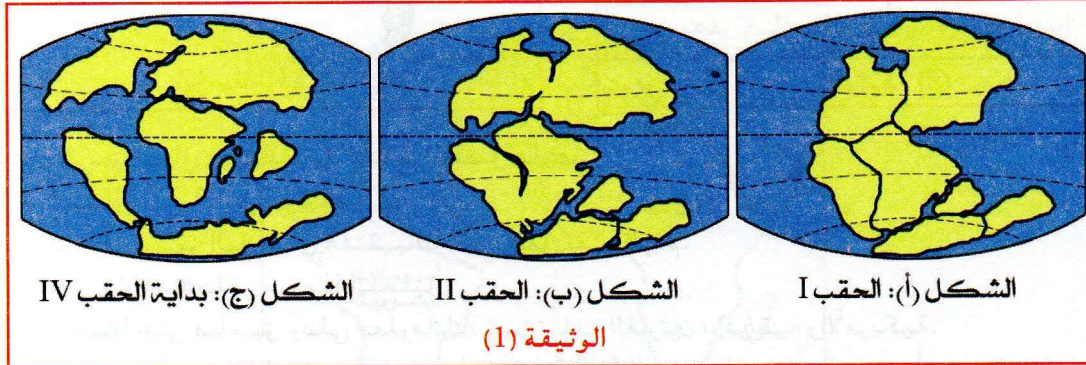 الشكل (أ): الحقب I
الشكل (ب): الحقب II
الشكل (ج): بداية الحقب IV
الوثيقة (1)